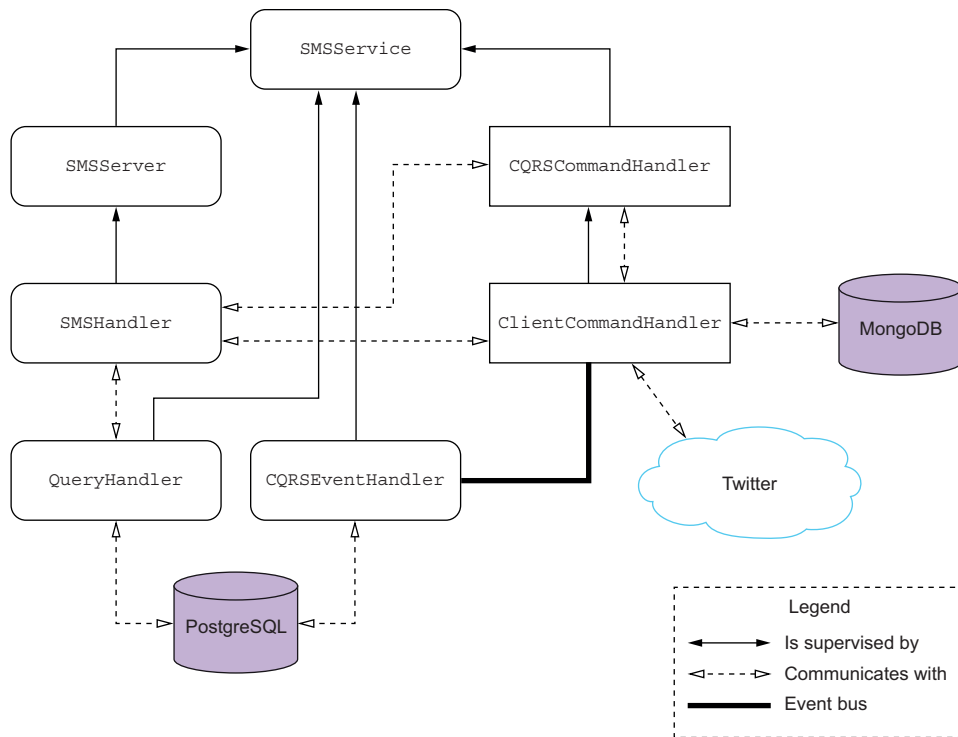 SMSService
SMSServer
CQRSCommandHandler
SMSHandler
ClientCommandHandler
MongoDB
QueryHandler
CQRSEventHandler
Twitter
PostgreSQL
Legend
Is supervised by
Communicates with
Event bus